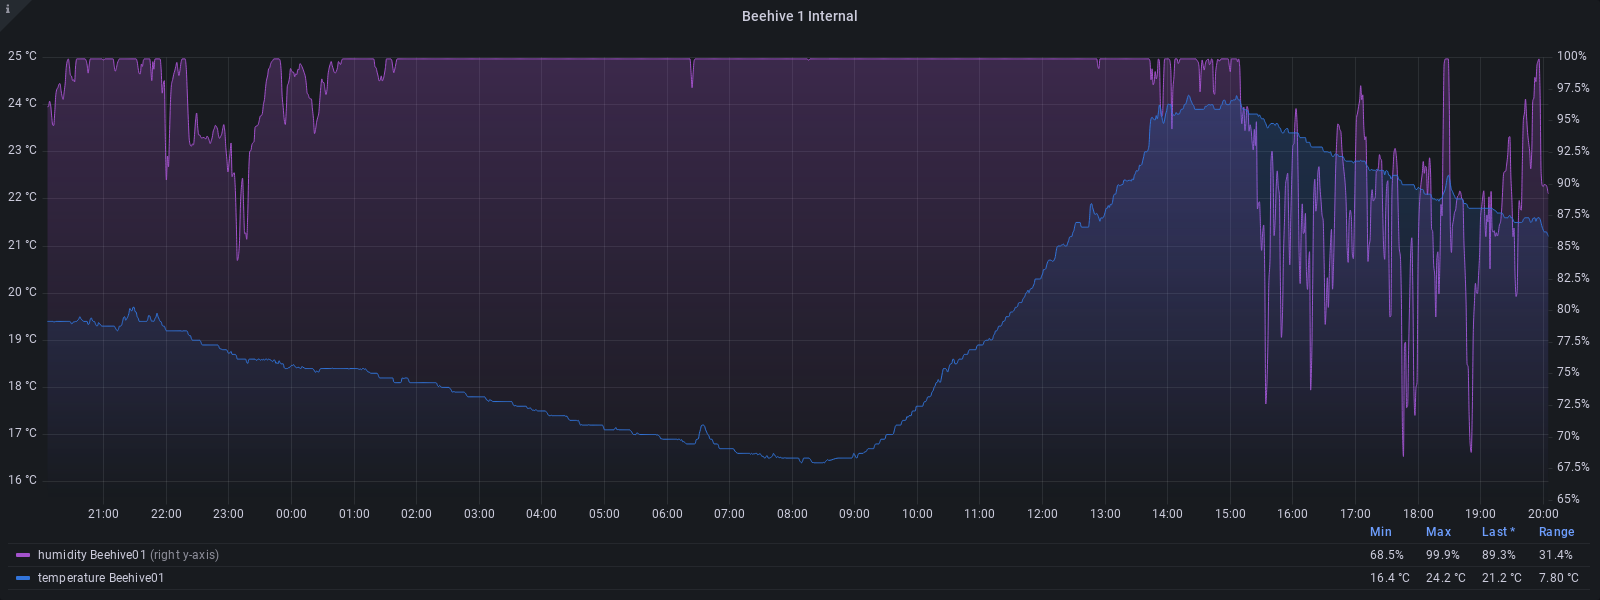 i
Beehive 1 Internal
25 °C 100%
24 °C 97.5%
23 °C 95%
22 °C 92.5%
21 °C 90%
20 °C 87.5%
19 °C 85%
18 °C 82.5%
17 °C 80%
16 °C 77.5%
75%
72.5%
70%
67.5%
65%
21:00 22:00 23:00 00:00 01:00 02:00 03:00 04:00 05:00 06:00 07:00 08:00 09:00 10:00 11:00 12:00 13:00 14:00 15:00 16:00 17:00 18:00 19:00 20:00
Min Max Last * Range
humidity Beehive01 (right y-axis) 68.5% 99.9% 89.3% 31.4%
temperature Beehive01 16.4 °C 24.2 °C 21.2 °C 7.80 °C